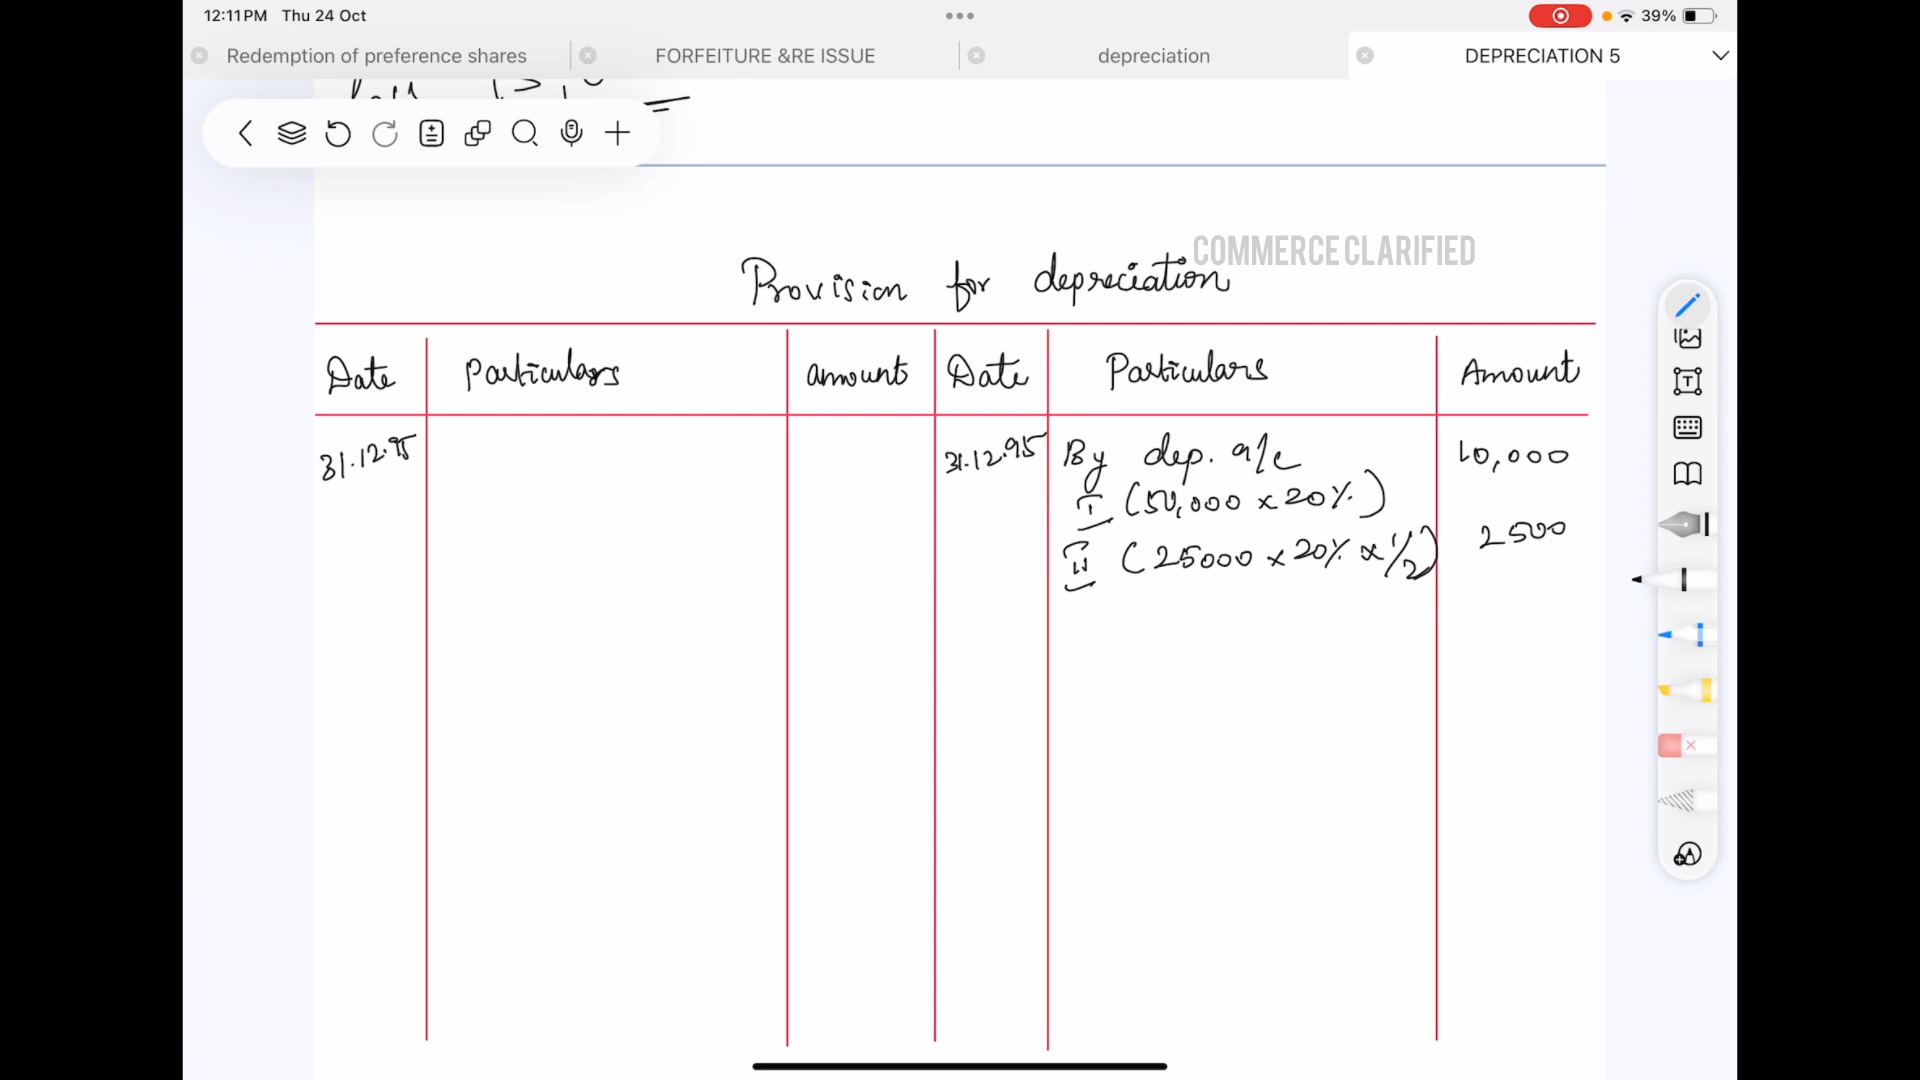 12:11 PM Thu 24 Oct
39%
Redemption of preference shares
FORFEITURE &RE ISSUE
depreciation
DEPRECIATION 5
COMMERCE CLARIFIED
Provision for depreciation
Date Particulars amount Date Particulars Amount
31.12.95 31.12.95 By dep. a/c 10,000
I (50,000 x 20%)
II (25000 x 20% x 1/2) 2500